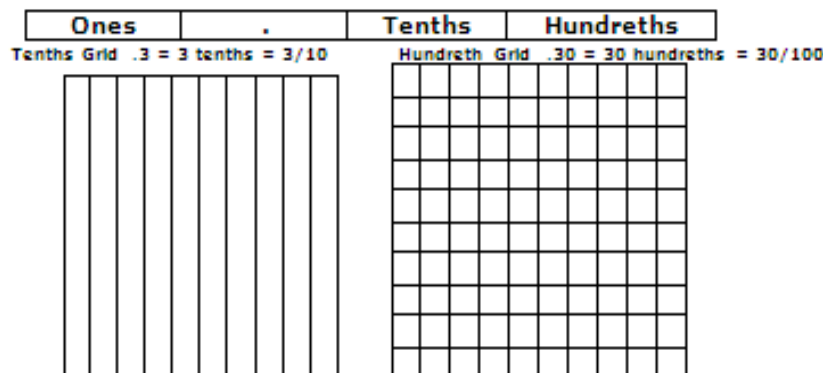 Ones . Tenths Hundreths
Tenths Grid .3 = 3 tenths = 3/10 Hundreth Grid .30 = 30 hundreths = 30/100